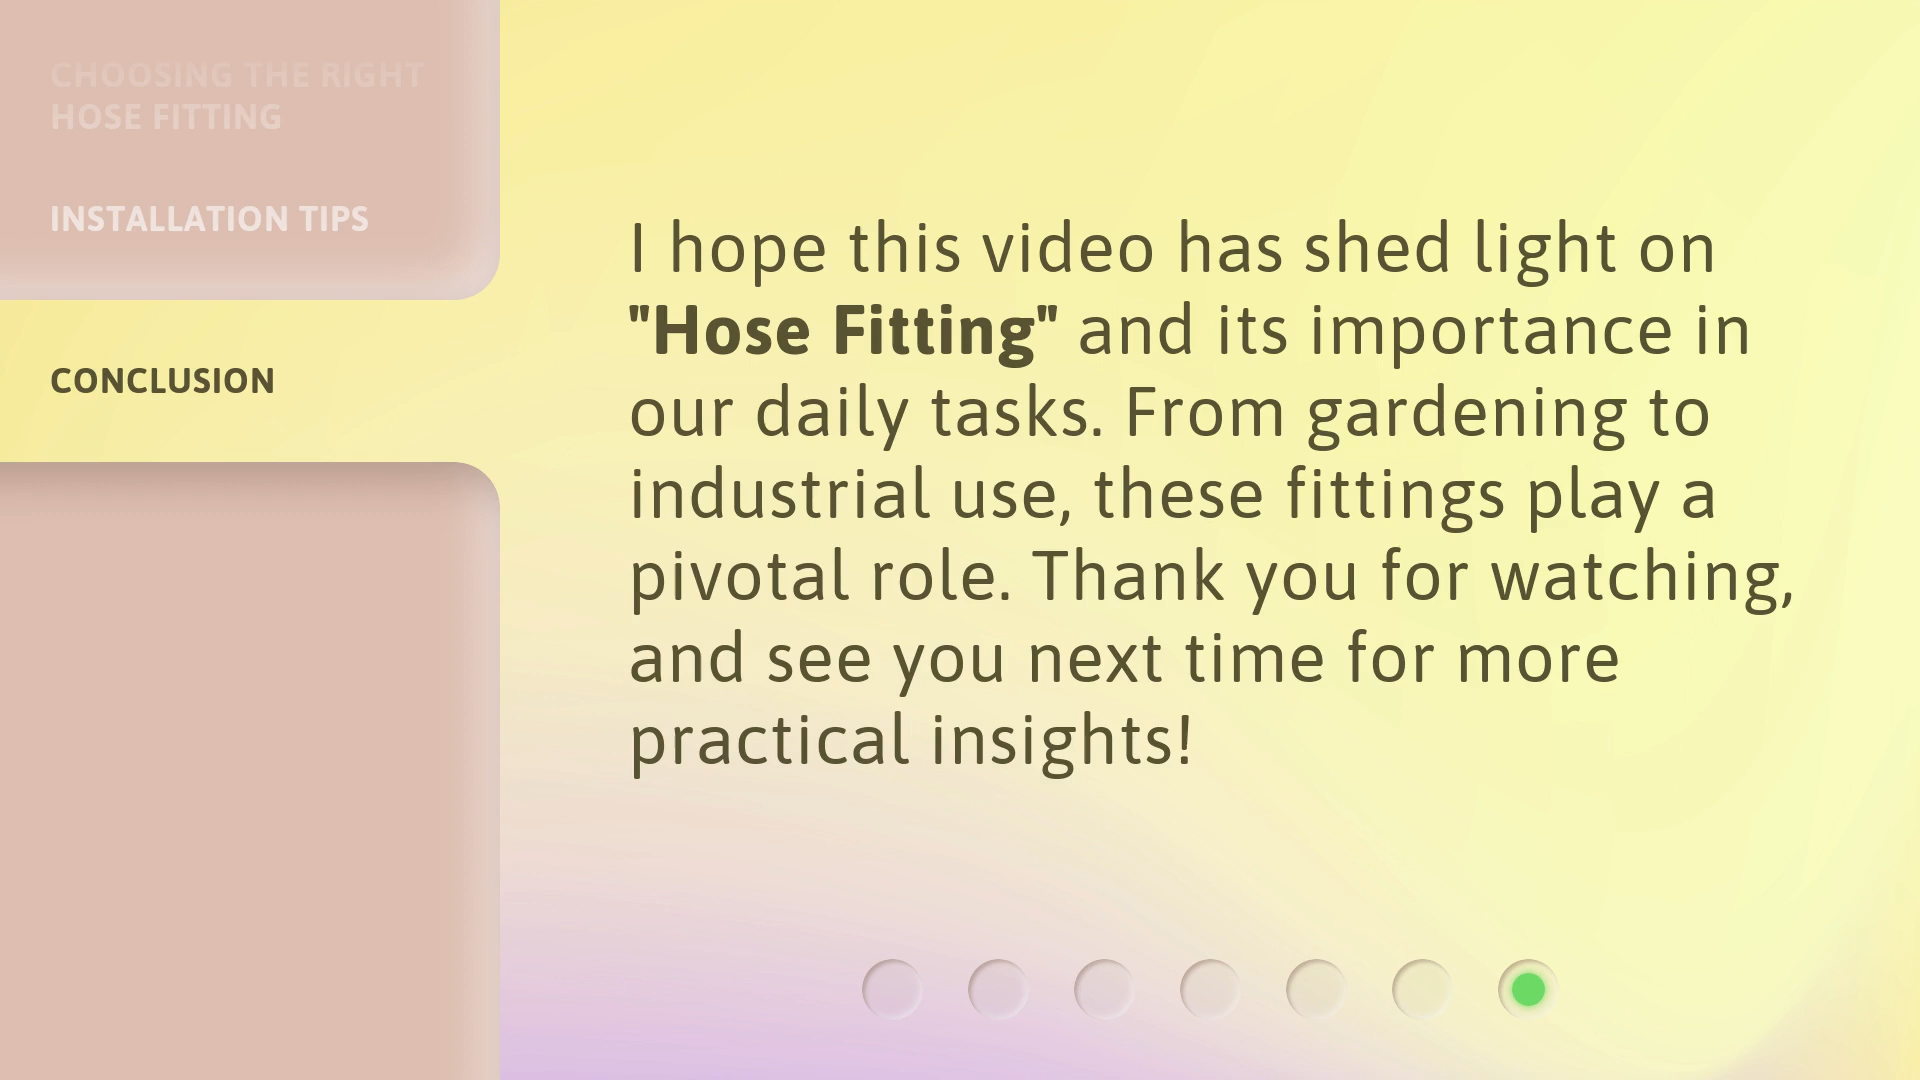 CHOOSING THE RIGHT
HOSE FITTING
INSTALLATION TIPS
CONCLUSION
I hope this video has shed light on
"Hose Fitting" and its importance in
our daily tasks. From gardening to
industrial use, these fittings play a
pivotal role. Thank you for watching,
and see you next time for more
practical insights!